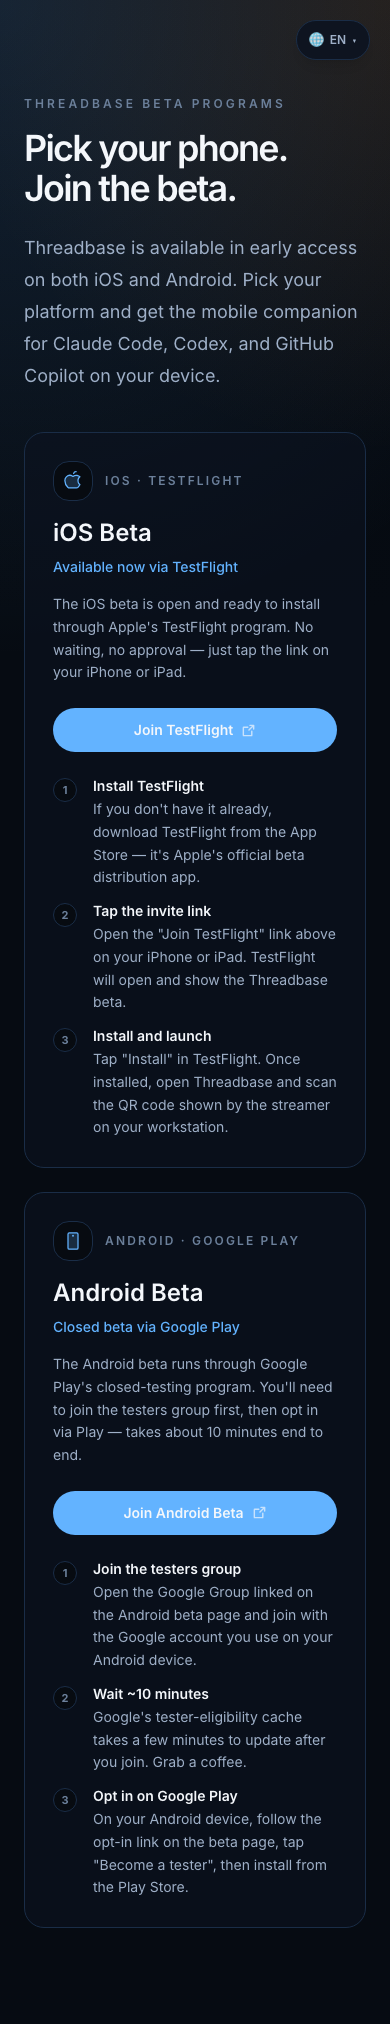 EN
THREADBASE BETA PROGRAMS
Pick your phone.
Join the beta.
Threadbase is available in early access
on both iOS and Android. Pick your
platform and get the mobile companion
for Claude Code, Codex, and GitHub
Copilot on your device.
IOS · TESTFLIGHT
iOS Beta
Available now via TestFlight
The iOS beta is open and ready to install
through Apple's TestFlight program. No
waiting, no approval — just tap the link on
your iPhone or iPad.
Join TestFlight
1
Install TestFlight
If you don't have it already,
download TestFlight from the App
Store — it's Apple's official beta
distribution app.
2
Tap the invite link
Open the "Join TestFlight" link above
on your iPhone or iPad. TestFlight
will open and show the Threadbase
beta.
3
Install and launch
Tap "Install" in TestFlight. Once
installed, open Threadbase and scan
the QR code shown by the streamer
on your workstation.
ANDROID · GOOGLE PLAY
Android Beta
Closed beta via Google Play
The Android beta runs through Google
Play's closed-testing program. You'll need
to join the testers group first, then opt in
via Play — takes about 10 minutes end to
end.
Join Android Beta
1
Join the testers group
Open the Google Group linked on
the Android beta page and join with
the Google account you use on your
Android device.
2
Wait ~10 minutes
Google's tester-eligibility cache
takes a few minutes to update after
you join. Grab a coffee.
3
Opt in on Google Play
On your Android device, follow the
opt-in link on the beta page, tap
"Become a tester", then install from
the Play Store.